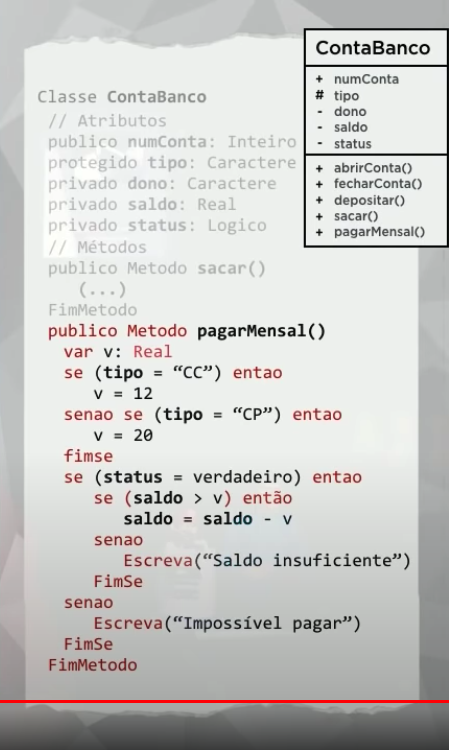 ContaBanco
+ numConta
# tipo
- dono
- saldo
- status
+ abrirConta()
+ fecharConta()
+ depositar()
+ sacar()
+ pagarMensal()
Classe ContaBanco
// Atributos
publico numConta: Inteiro
protegido tipo: Caractere
privado dono: Caractere
privado saldo: Real
privado status: Logico
// Métodos
publico Metodo sacar()
(...)
FimMetodo
publico Metodo pagarMensal()
var v: Real
se (tipo = “CC”) entao
v = 12
senao se (tipo = “CP”) entao
v = 20
fimse
se (status = verdadeiro) entao
se (saldo > v) então
saldo = saldo - v
senao
Escreva(“Saldo insuficiente”)
FimSe
senao
Escreva(“Impossível pagar”)
FimSe
FimMetodo